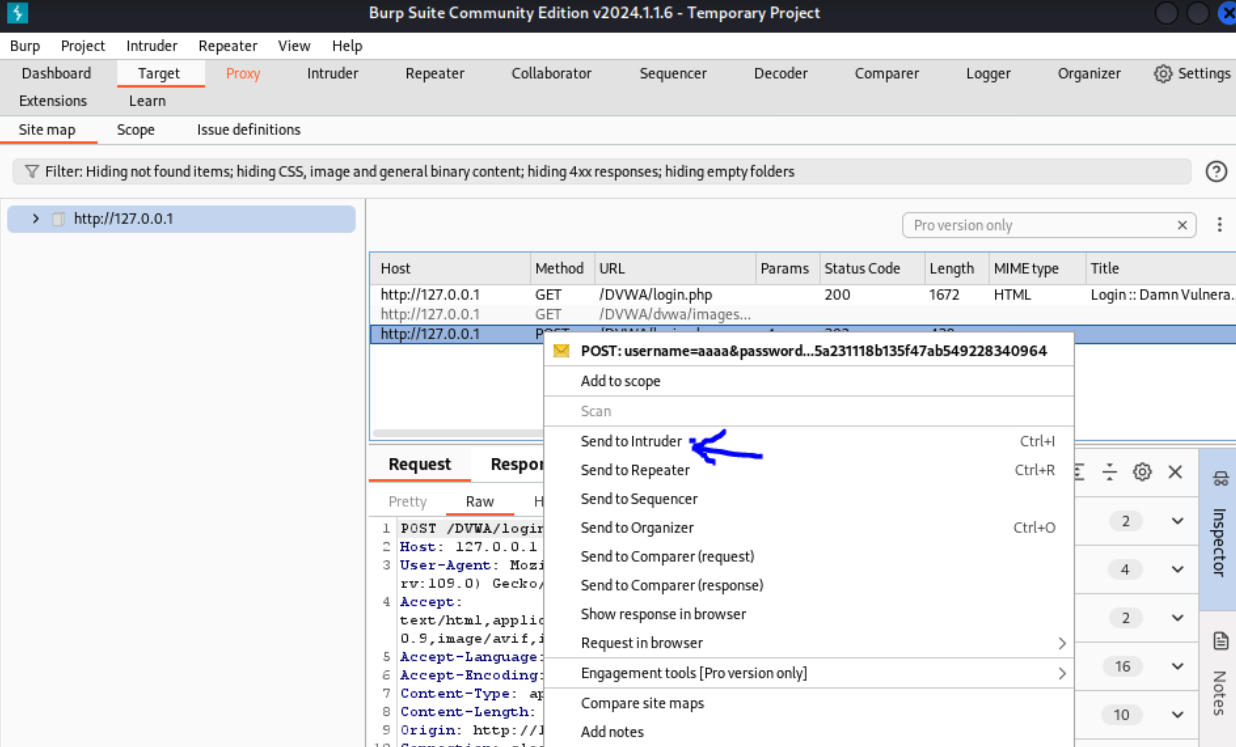 Burp Suite Community Edition v2024.1.1.6 - Temporary Project
Burp Project Intruder Repeater View Help
Dashboard Target Proxy Intruder Repeater Collaborator Sequencer Decoder Comparer Logger Organizer Settings
Extensions Learn
Site map Scope Issue definitions
Filter: Hiding not found items; hiding CSS, image and general binary content; hiding 4xx responses; hiding empty folders
http://127.0.0.1
Pro version only
Host Method URL Params Status Code Length MIME type Title
http://127.0.0.1 GET /DVWA/login.php 200 1672 HTML Login :: Damn Vulnera...
http://127.0.0.1 GET /DVWA/dvwa/images...
http://127.0.0.1
POST: username=aaaa&password...5a231118b135f47ab549228340964
Add to scope
Scan
Send to Intruder Ctrl+I
Send to Repeater Ctrl+R
Send to Sequencer
Send to Organizer Ctrl+O
Send to Comparer (request)
Send to Comparer (response)
Show response in browser
Request in browser
Engagement tools [Pro version only]
Compare site maps
Add notes
Request Respon
Pretty Raw H
1 POST /DVWA/login
2 Host: 127.0.0.1
3 User-Agent: Mozi
rv:109.0) Gecko/
4 Accept:
text/html,applic
0.9,image/avif,i
5 Accept-Language:
6 Accept-Encoding:
7 Content-Type: ap
8 Content-Length:
9 Origin: http://1
2
4
2
16
10
Inspector
Notes